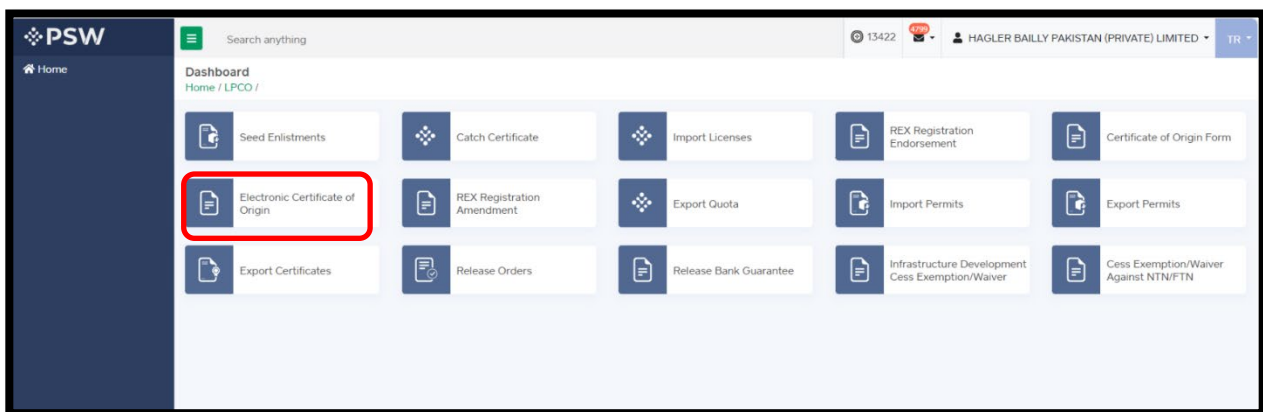 PSW
Search anything
13422
4799
HAGLER BAILLY PAKISTAN (PRIVATE) LIMITED
TR
Home
Dashboard
Home / LPCO /
Seed Enlistments
Catch Certificate
Import Licenses
REX Registration
Endorsement
Certificate of Origin Form
Electronic Certificate of
Origin
REX Registration
Amendment
Export Quota
Import Permits
Export Permits
Export Certificates
Release Orders
Release Bank Guarantee
Infrastructure Development
Cess Exemption/Waiver
Cess Exemption/Waiver
Against NTN/FTN